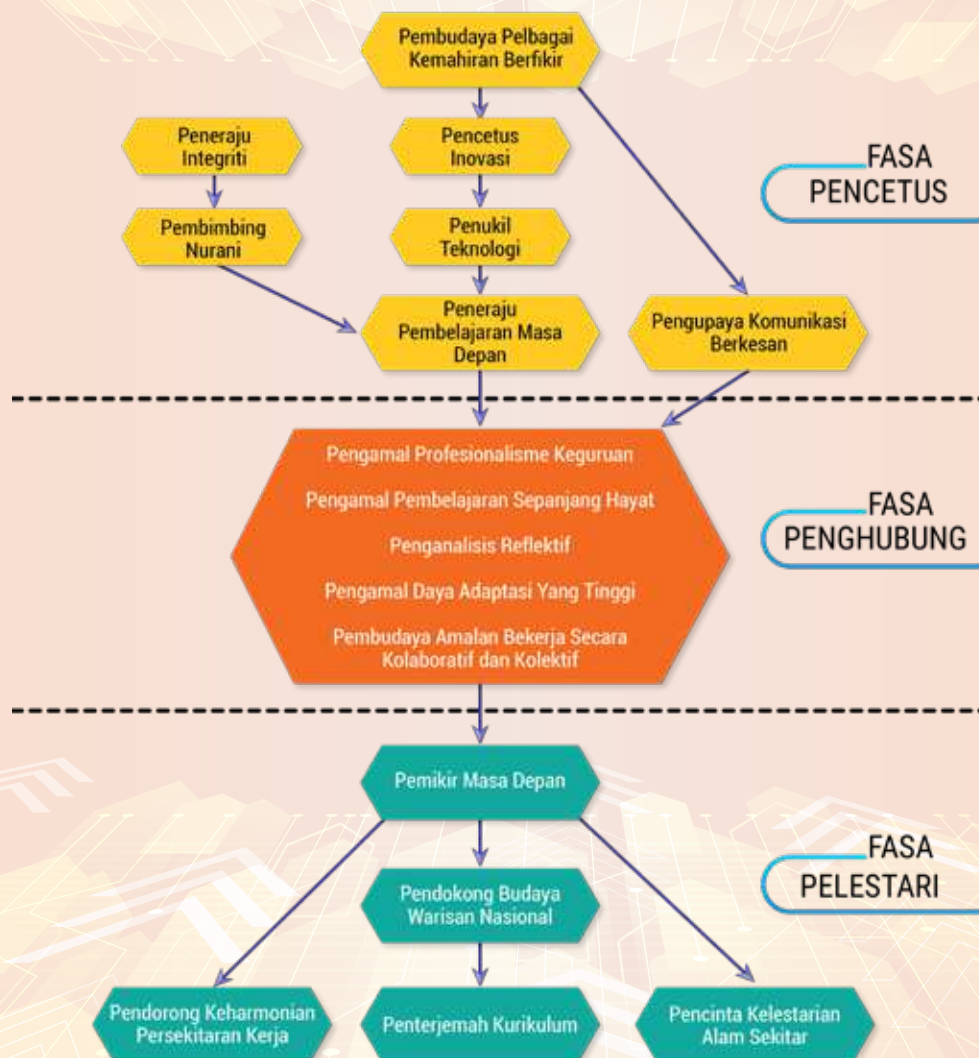 Pembudaya Pelbagai
Kemahiran Berfikir
Peneraju
Integriti
Pencetus
Inovasi
FASA
PENCETUS
Pembimbing
Nurani
Penukil
Teknologi
Peneraju
Pembelajaran Masa
Depan
Pengupaya Komunikasi
Berkesan
Pengamal Profesionalisme Keguruan
Pengamal Pembelajaran Sepanjang Hayat
Penganalisis Reflektif
Pengamal Daya Adaptasi Yang Tinggi
Pembudaya Amalan Bekerja Secara
Kolaboratif dan Kolektif
FASA
PENGHUBUNG
Pemikir Masa Depan
FASA
PELESTARI
Pendokong Budaya
Warisan Nasional
Pendorong Keharmonian
Persekitaran Kerja
Penterjemah Kurikulum
Pencinta Kelestarian
Alam Sekitar